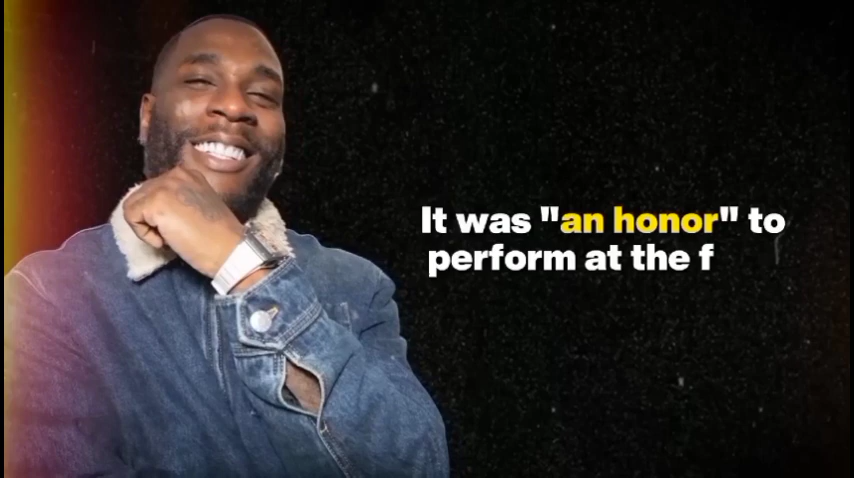 It was "an honor" to
perform at the f